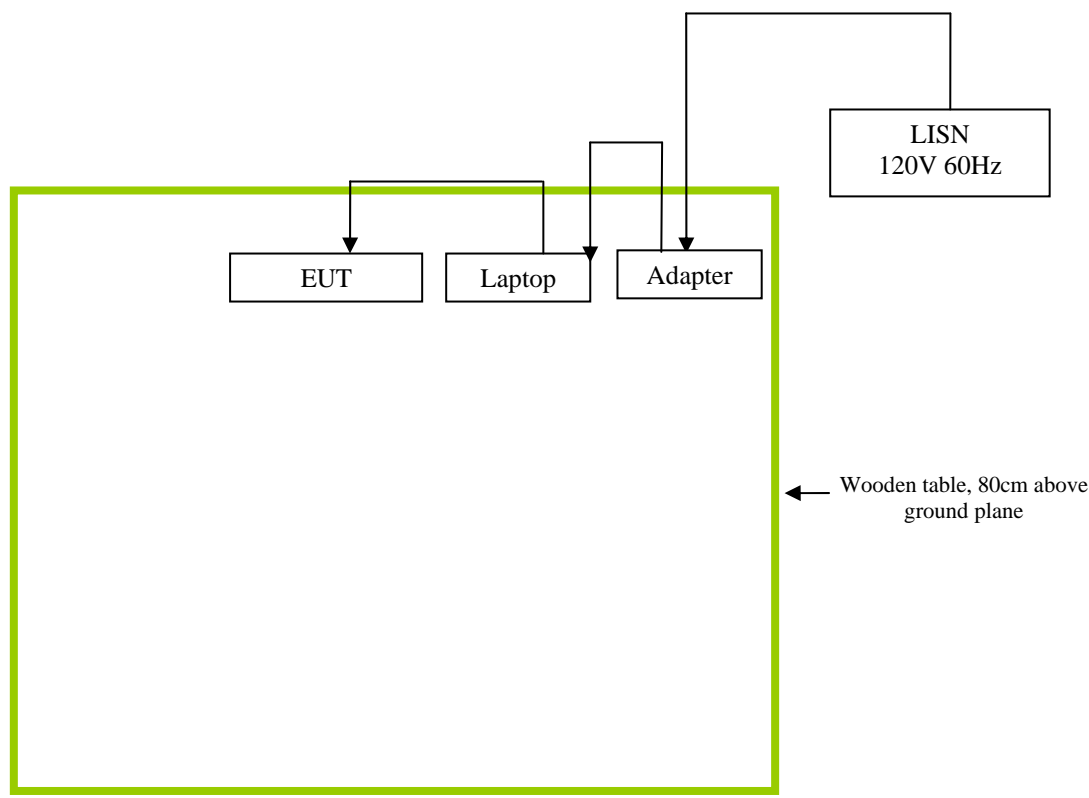 LISN
120V 60Hz
EUT
Laptop
Adapter
Wooden table, 80cm above
ground plane